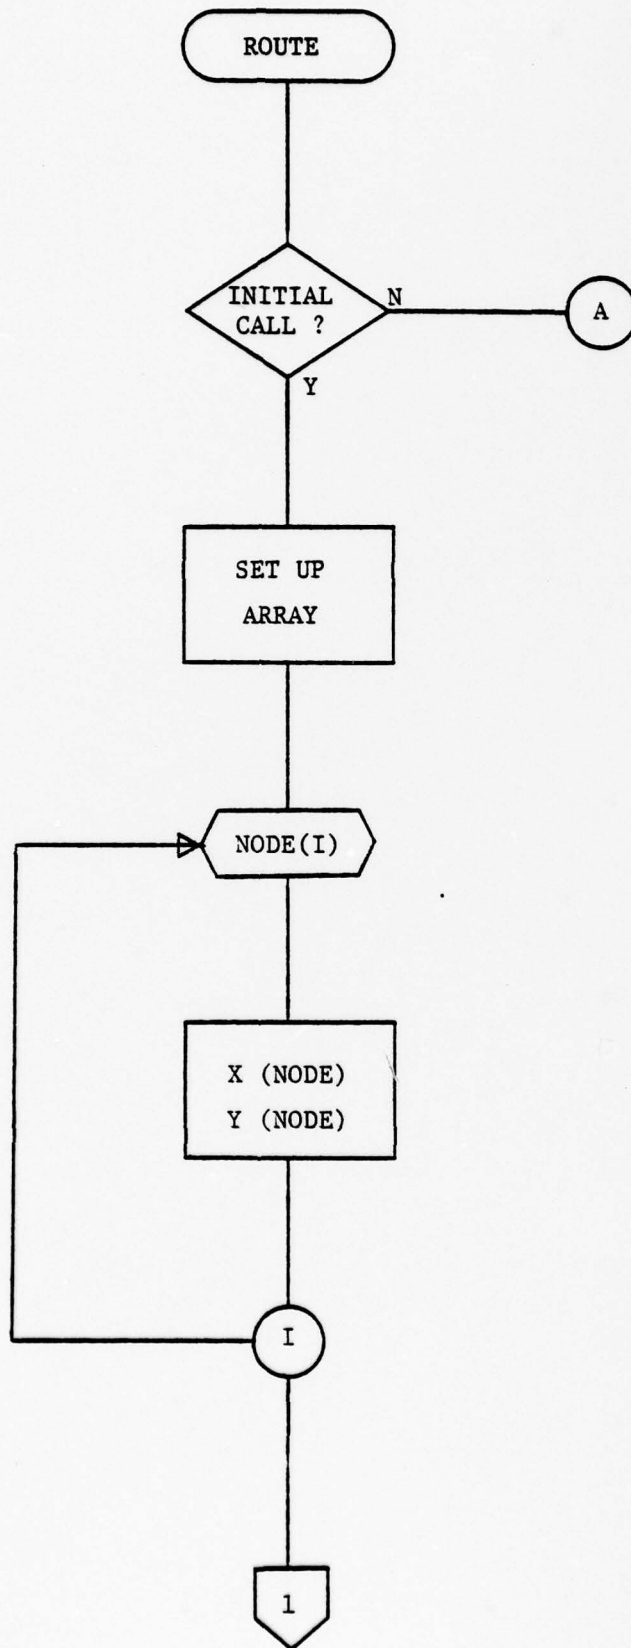 ROUTE
INITIAL
CALL ?
N
A
Y
SET UP
ARRAY
NODE(I)
X (NODE)
Y (NODE)
I
1